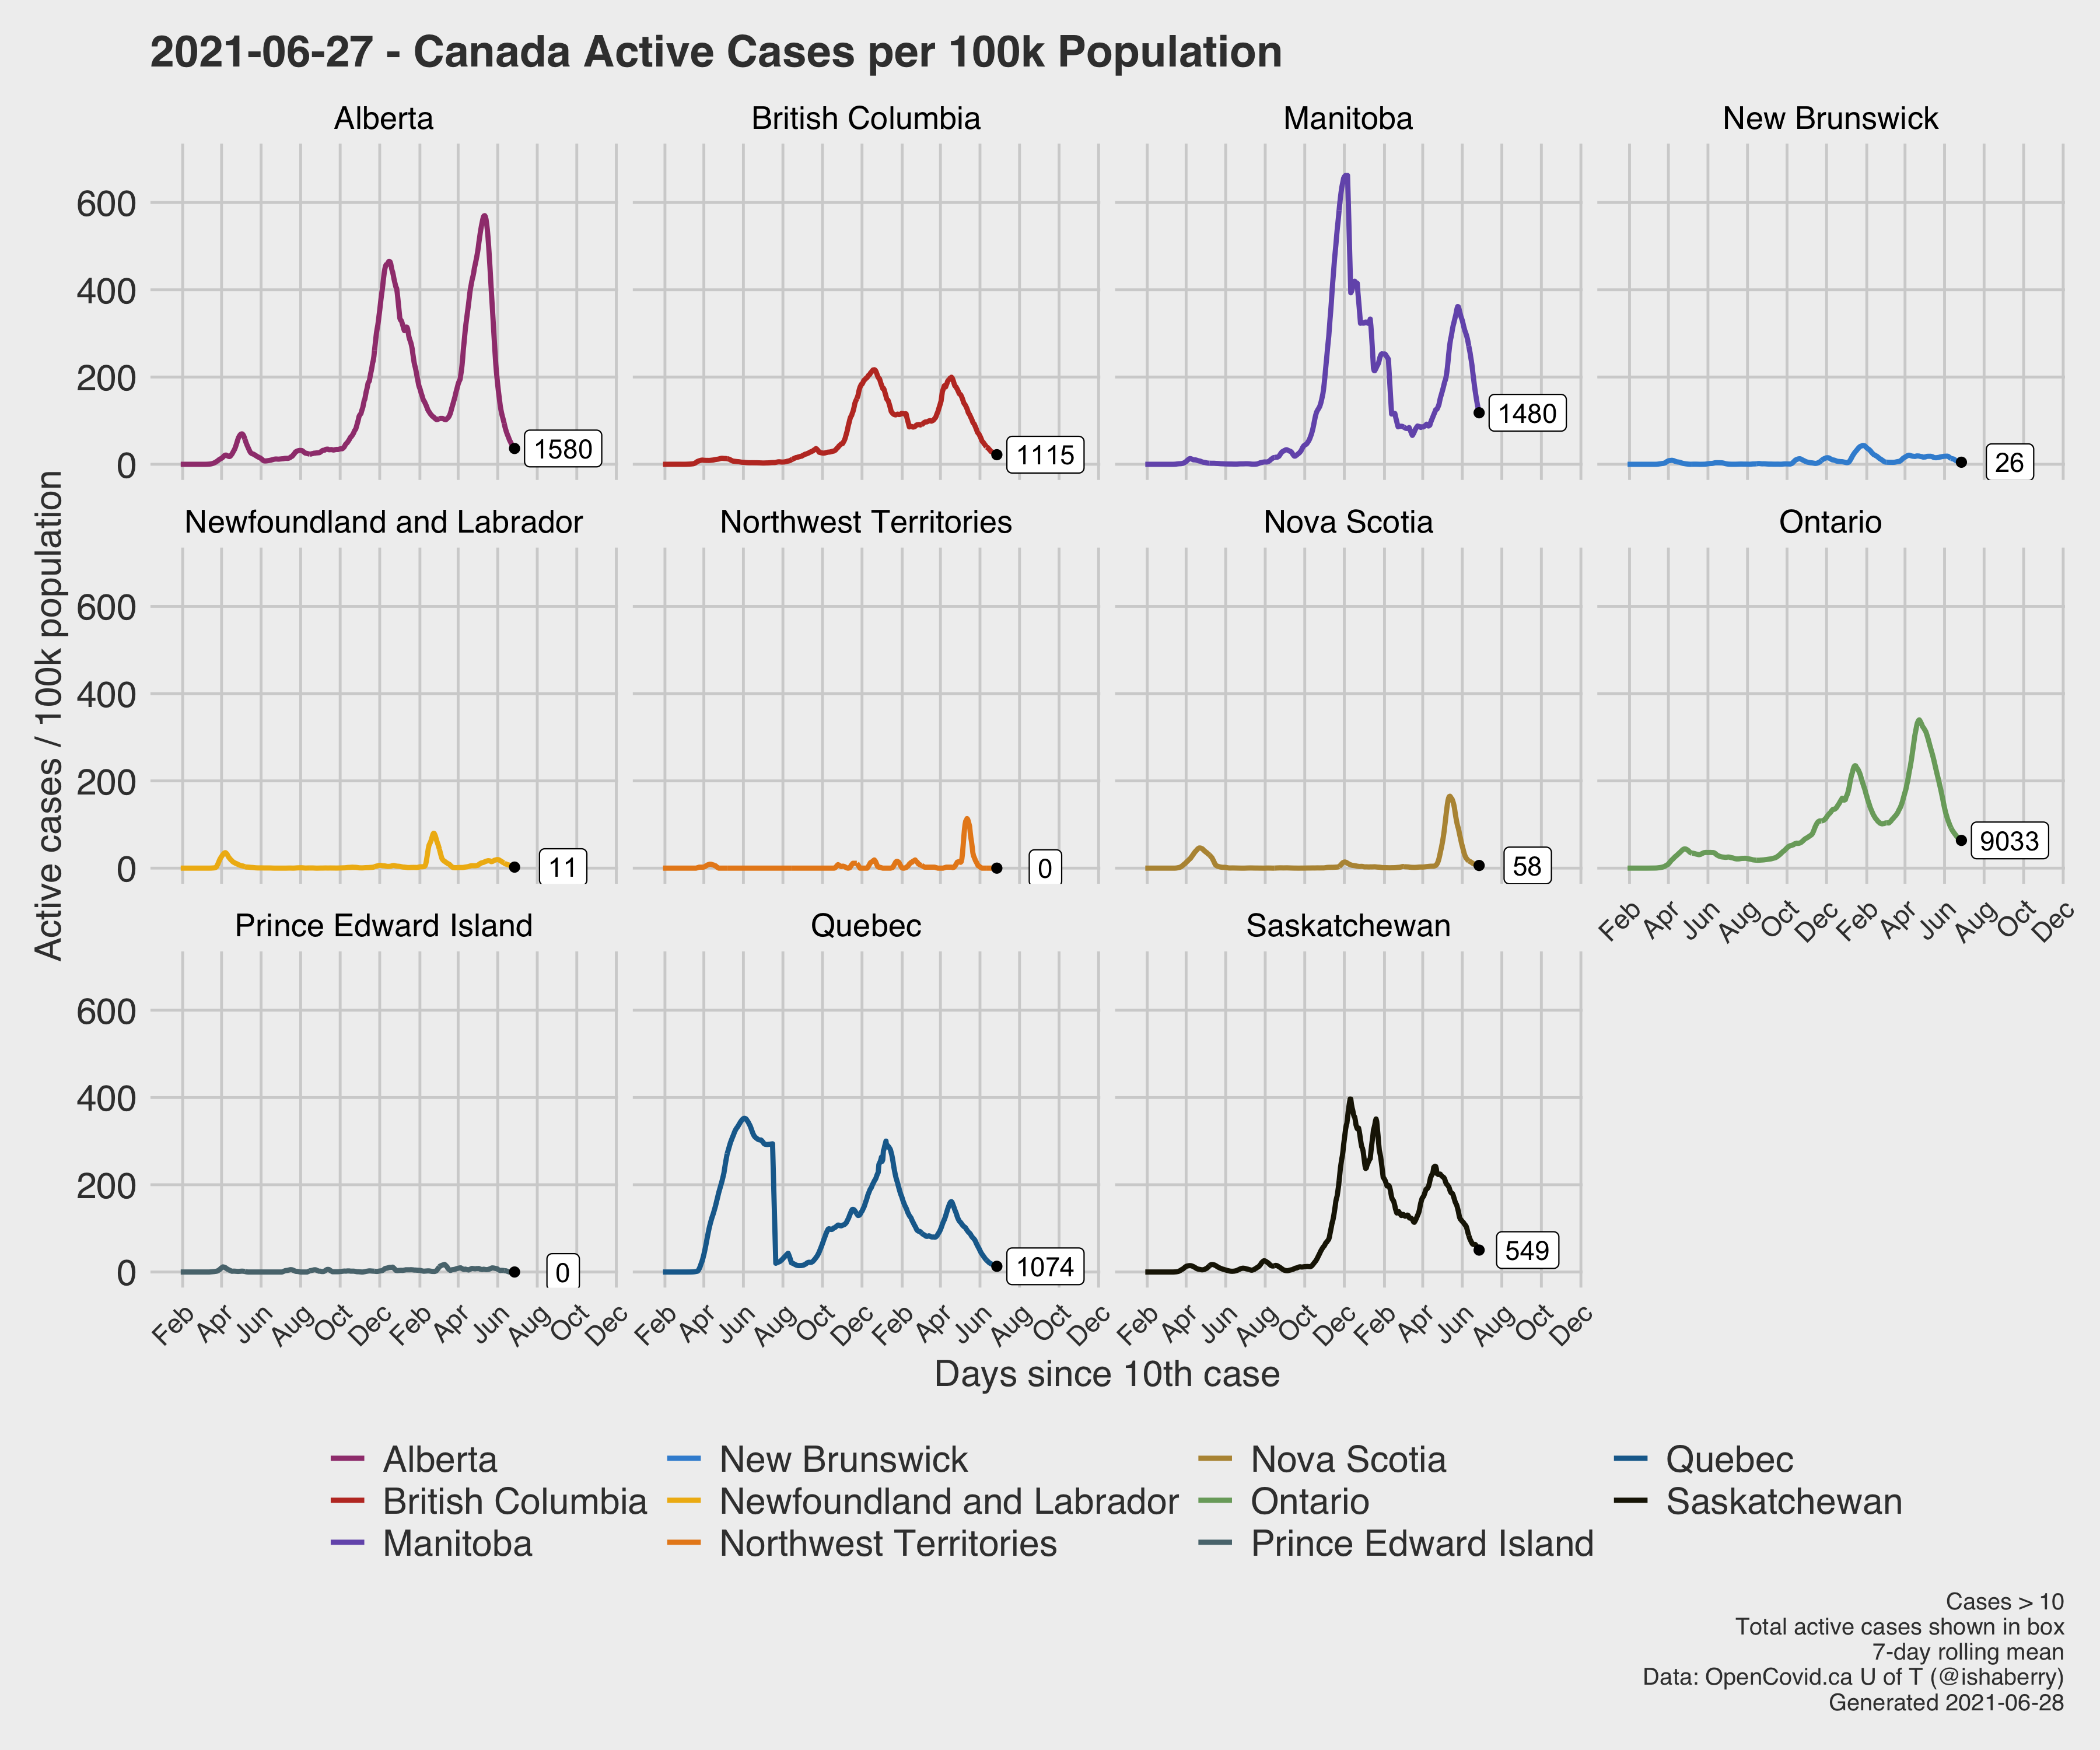 2021-06-27 - Canada Active Cases per 100k Population
Active cases / 100k population
Alberta
British Columbia
Manitoba
New Brunswick
600
400
200
0
1580
1115
1480
26
Newfoundland and Labrador
Northwest Territories
Nova Scotia
Ontario
600
400
200
0
11
0
58
9033
Feb Apr Jun Aug Oct Dec Feb Apr Jun Aug Oct Dec
Prince Edward Island
Quebec
Saskatchewan
600
400
200
0
0
1074
549
Feb Apr Jun Aug Oct Dec Feb Apr Jun Aug Oct Dec
Feb Apr Jun Aug Oct Dec Feb Apr Jun Aug Oct Dec
Feb Apr Jun Aug Oct Dec Feb Apr Jun Aug Oct Dec
Days since 10th case
Alberta
British Columbia
Manitoba
New Brunswick
Newfoundland and Labrador
Northwest Territories
Nova Scotia
Ontario
Prince Edward Island
Quebec
Saskatchewan
Cases > 10
Total active cases shown in box
7-day rolling mean
Data: OpenCovid.ca U of T (@ishaberry)
Generated 2021-06-28